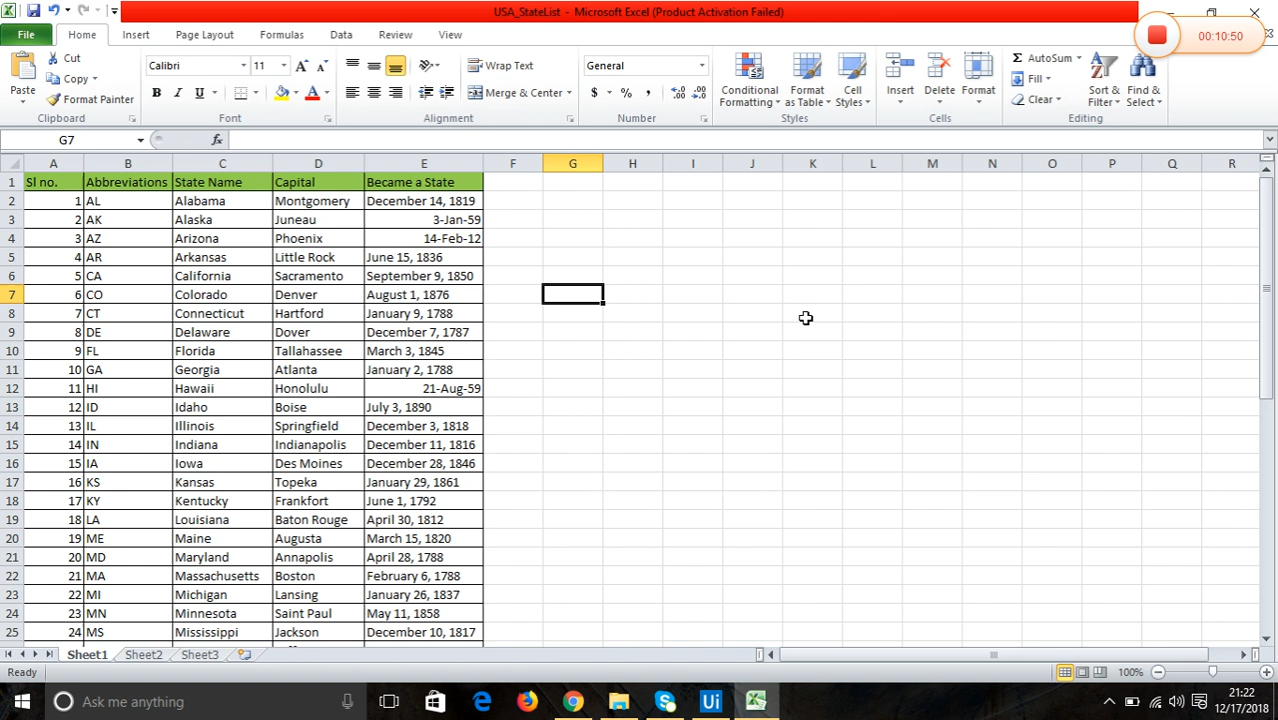 USA_StateList - Microsoft Excel (Product Activation Failed)
00:10:50
File Home Insert Page Layout Formulas Data Review View
Paste
Cut
Copy
Format Painter
Clipboard
Calibri 11
B I U
Font
Wrap Text
Merge & Center
Alignment
General
$ % ,
Number
Conditional Formatting
Format as Table
Cell Styles
Styles
Insert Delete Format
Cells
Σ AutoSum
Fill
Clear
Sort & Filter
Find & Select
Editing
G7 fx
A B C D E F G H I J K L M N O P Q R
1 Sl no. Abbreviations State Name Capital Became a State
2 1 AL Alabama Montgomery December 14, 1819
3 2 AK Alaska Juneau 3-Jan-59
4 3 AZ Arizona Phoenix 14-Feb-12
5 4 AR Arkansas Little Rock June 15, 1836
6 5 CA California Sacramento September 9, 1850
7 6 CO Colorado Denver August 1, 1876
8 7 CT Connecticut Hartford January 9, 1788
9 8 DE Delaware Dover December 7, 1787
10 9 FL Florida Tallahassee March 3, 1845
11 10 GA Georgia Atlanta January 2, 1788
12 11 HI Hawaii Honolulu 21-Aug-59
13 12 ID Idaho Boise July 3, 1890
14 13 IL Illinois Springfield December 3, 1818
15 14 IN Indiana Indianapolis December 11, 1816
16 15 IA Iowa Des Moines December 28, 1846
17 16 KS Kansas Topeka January 29, 1861
18 17 KY Kentucky Frankfort June 1, 1792
19 18 LA Louisiana Baton Rouge April 30, 1812
20 19 ME Maine Augusta March 15, 1820
21 20 MD Maryland Annapolis April 28, 1788
22 21 MA Massachusetts Boston February 6, 1788
23 22 MI Michigan Lansing January 26, 1837
24 23 MN Minnesota Saint Paul May 11, 1858
25 24 MS Mississippi Jackson December 10, 1817
Sheet1 Sheet2 Sheet3
Ready 100%
Ask me anything
Ui
21:22
12/17/2018